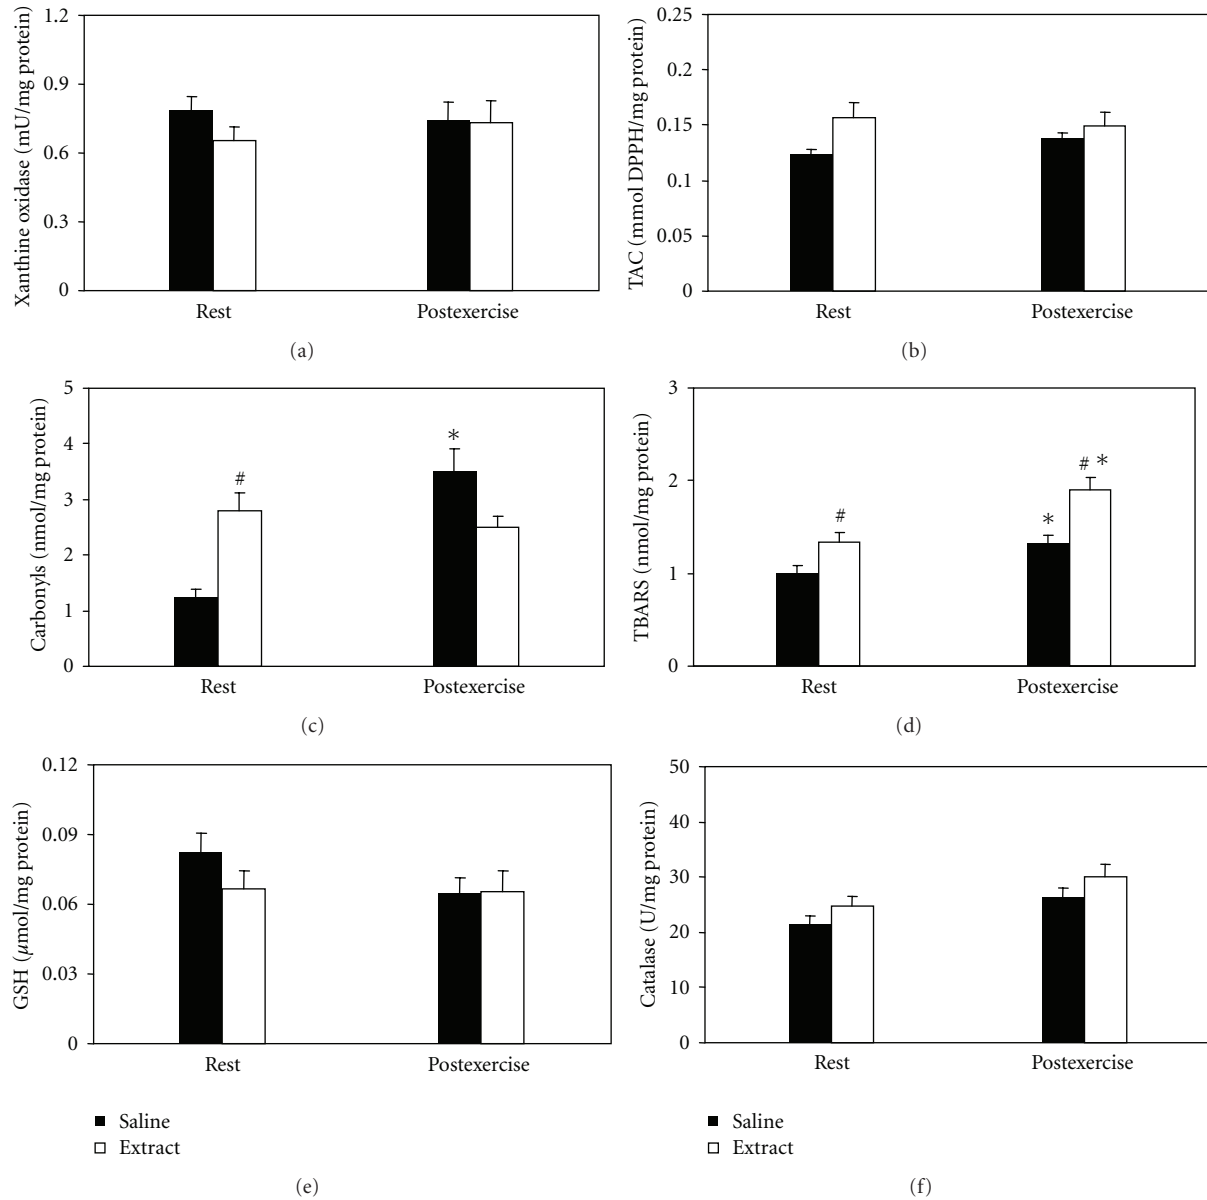 Xanthine oxidase (mU/mg protein)
1.2
0.9
0.6
0.3
0
Rest Postexercise
(a)
TAC (mmol DPPH/mg protein)
0.25
0.2
0.15
0.1
0.05
0
Rest Postexercise
(b)
Carbonyls (nmol/mg protein)
5
4
3
2
1
0
#
*
Rest Postexercise
(c)
TBARS (nmol/mg protein)
3
2
1
0
#
*
# *
Rest Postexercise
(d)
GSH (µmol/mg protein)
0.12
0.09
0.06
0.03
0
Rest Postexercise
Saline
Extract
(e)
Catalase (U/mg protein)
50
40
30
20
10
0
Rest Postexercise
Saline
Extract
(f)